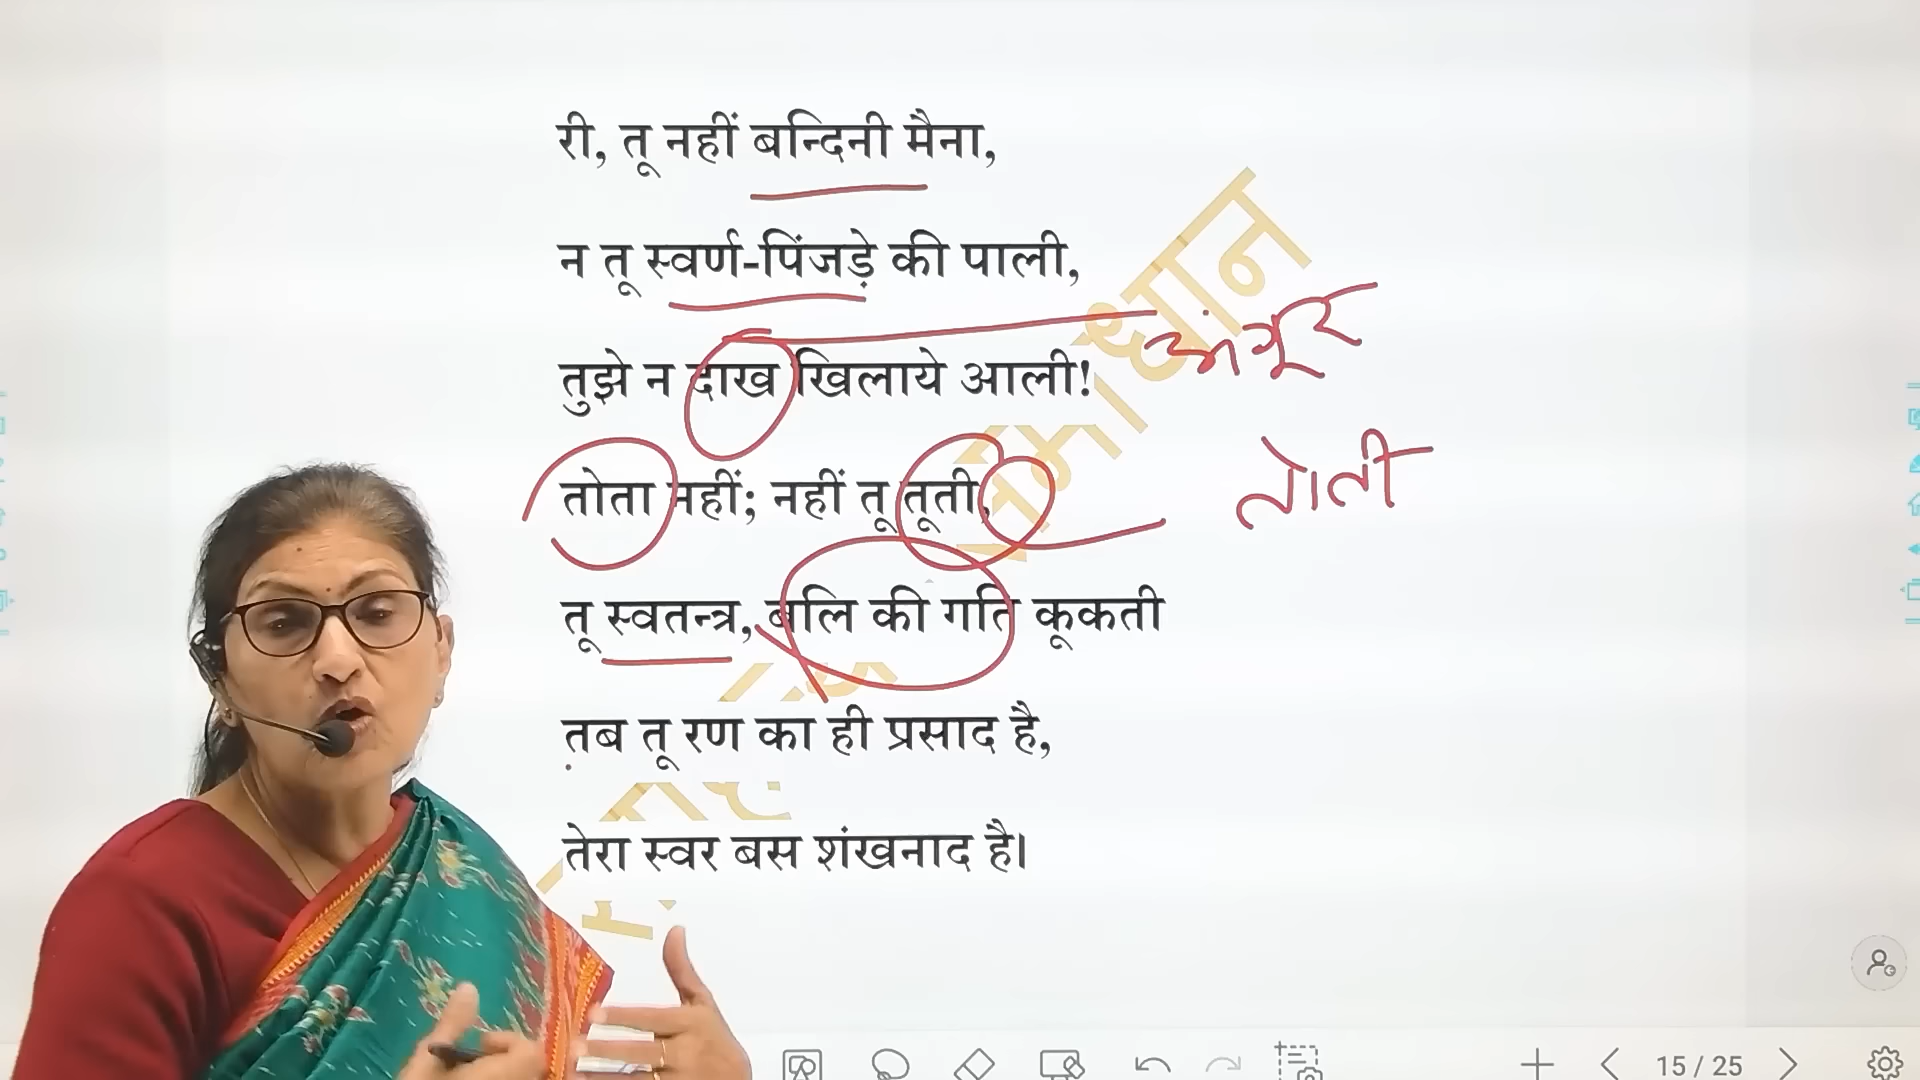 री, तू नहीं बन्दिनी मैना,
न तू स्वर्ण-पिंजड़े की पाली,
तुझे न दाख खिलाये आली!
अंगूर
तोता नहीं; नहीं तू तूती,
तोती
तू स्वतन्त्र, बलि की गति कूकती
तब तू रण का ही प्रसाद है,
तेरा स्वर बस शंखनाद है।
15 / 25